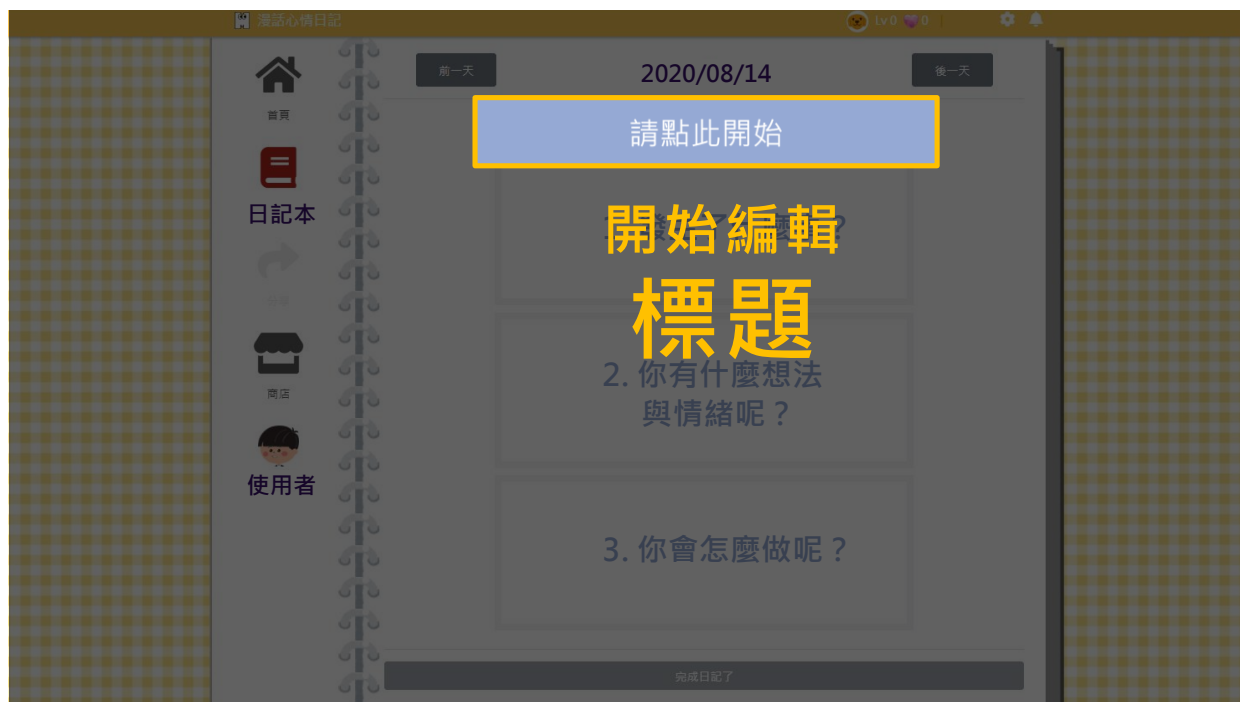 漫話心情日記
Lv0 0
前一天
2020/08/14
後一天
首頁
請點此開始
日記本
開始編輯
標題
2. 你有什麼想法
與情緒呢？
商店
使用者
3. 你會怎麼做呢？
完成日記了